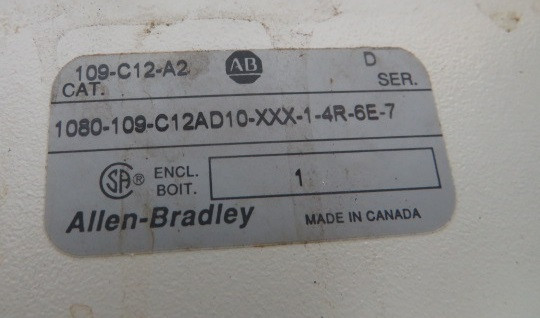 109-C12-A2 AB D
CAT. SER.
1080-109-C12AD10-XXX-1-4R-6E-7
SA ® ENCL. 1
BOIT.
Allen-Bradley MADE IN CANADA